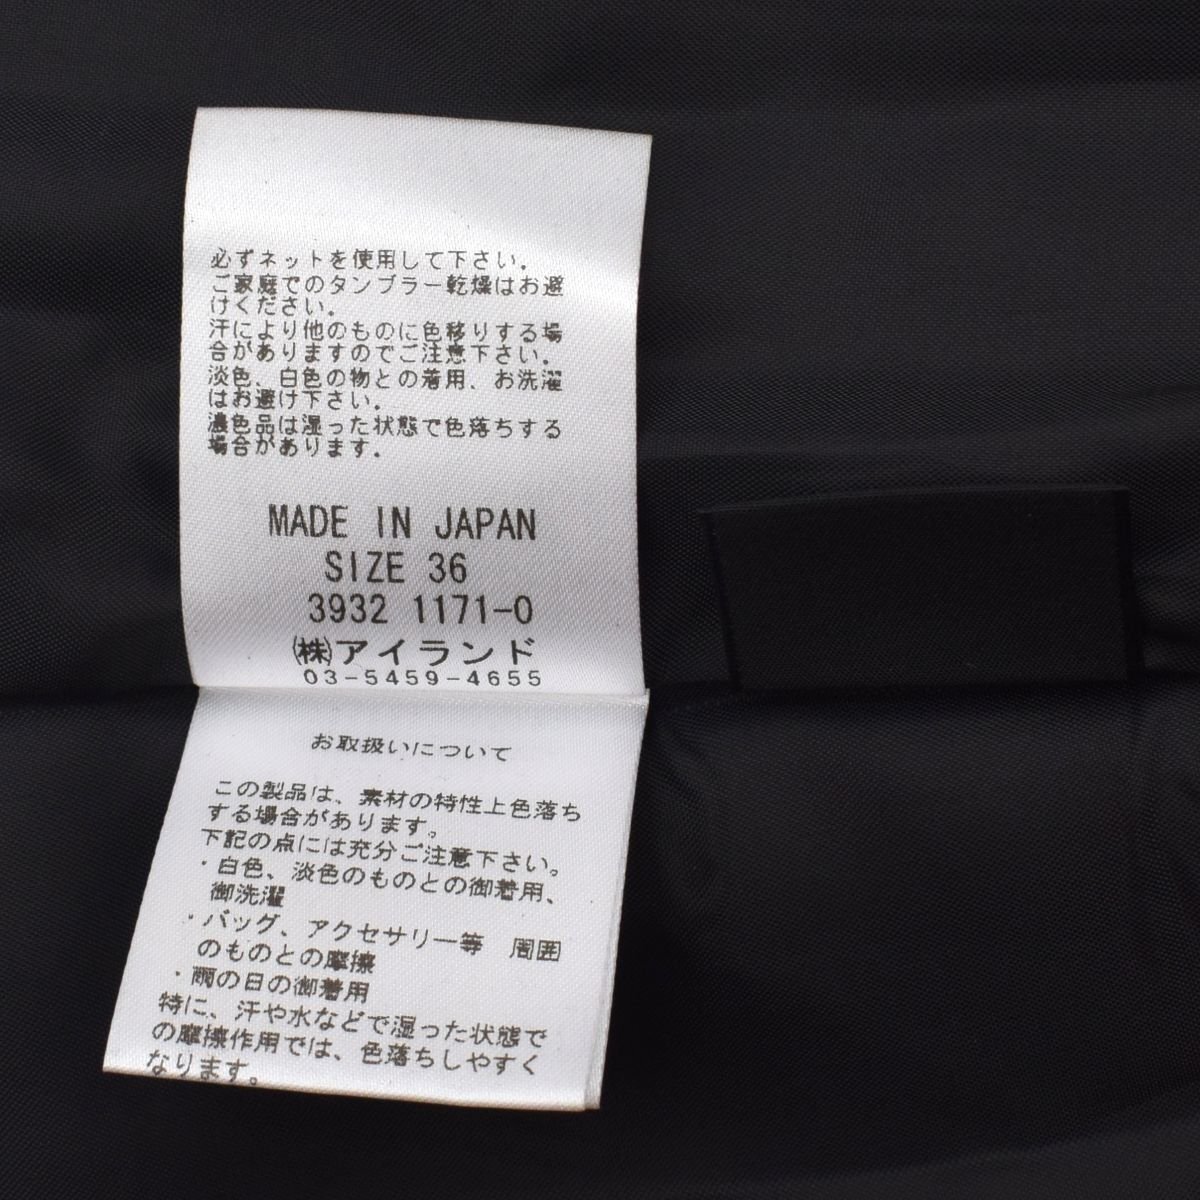 必ずネットを使用して下さい.
ご家庭でのタンブラー乾燥はお避
けください.
汗により他のものに色移りする場
合がありますのでご注意下さい.
淡色、白色の物との着用、お洗濯
はお避け下さい.
濃色品は湿った状態で色落ちする
場合があります.
MADE IN JAPAN
SIZE 36
3932 1171-0
㈱アイランド
03-5459-4655
お取扱いについて
この製品は、素材の特性上色落ち
する場合があります。
下記の点には充分ご注意下さい。
・白色、淡色のものとの御着用、
御洗濯
・バッグ、アクセサリー等 周囲
のものとの摩擦
・雨の日の御着用
特に、汗や水などで湿った状態で
の摩擦作用では、色落ちしやすく
なります。